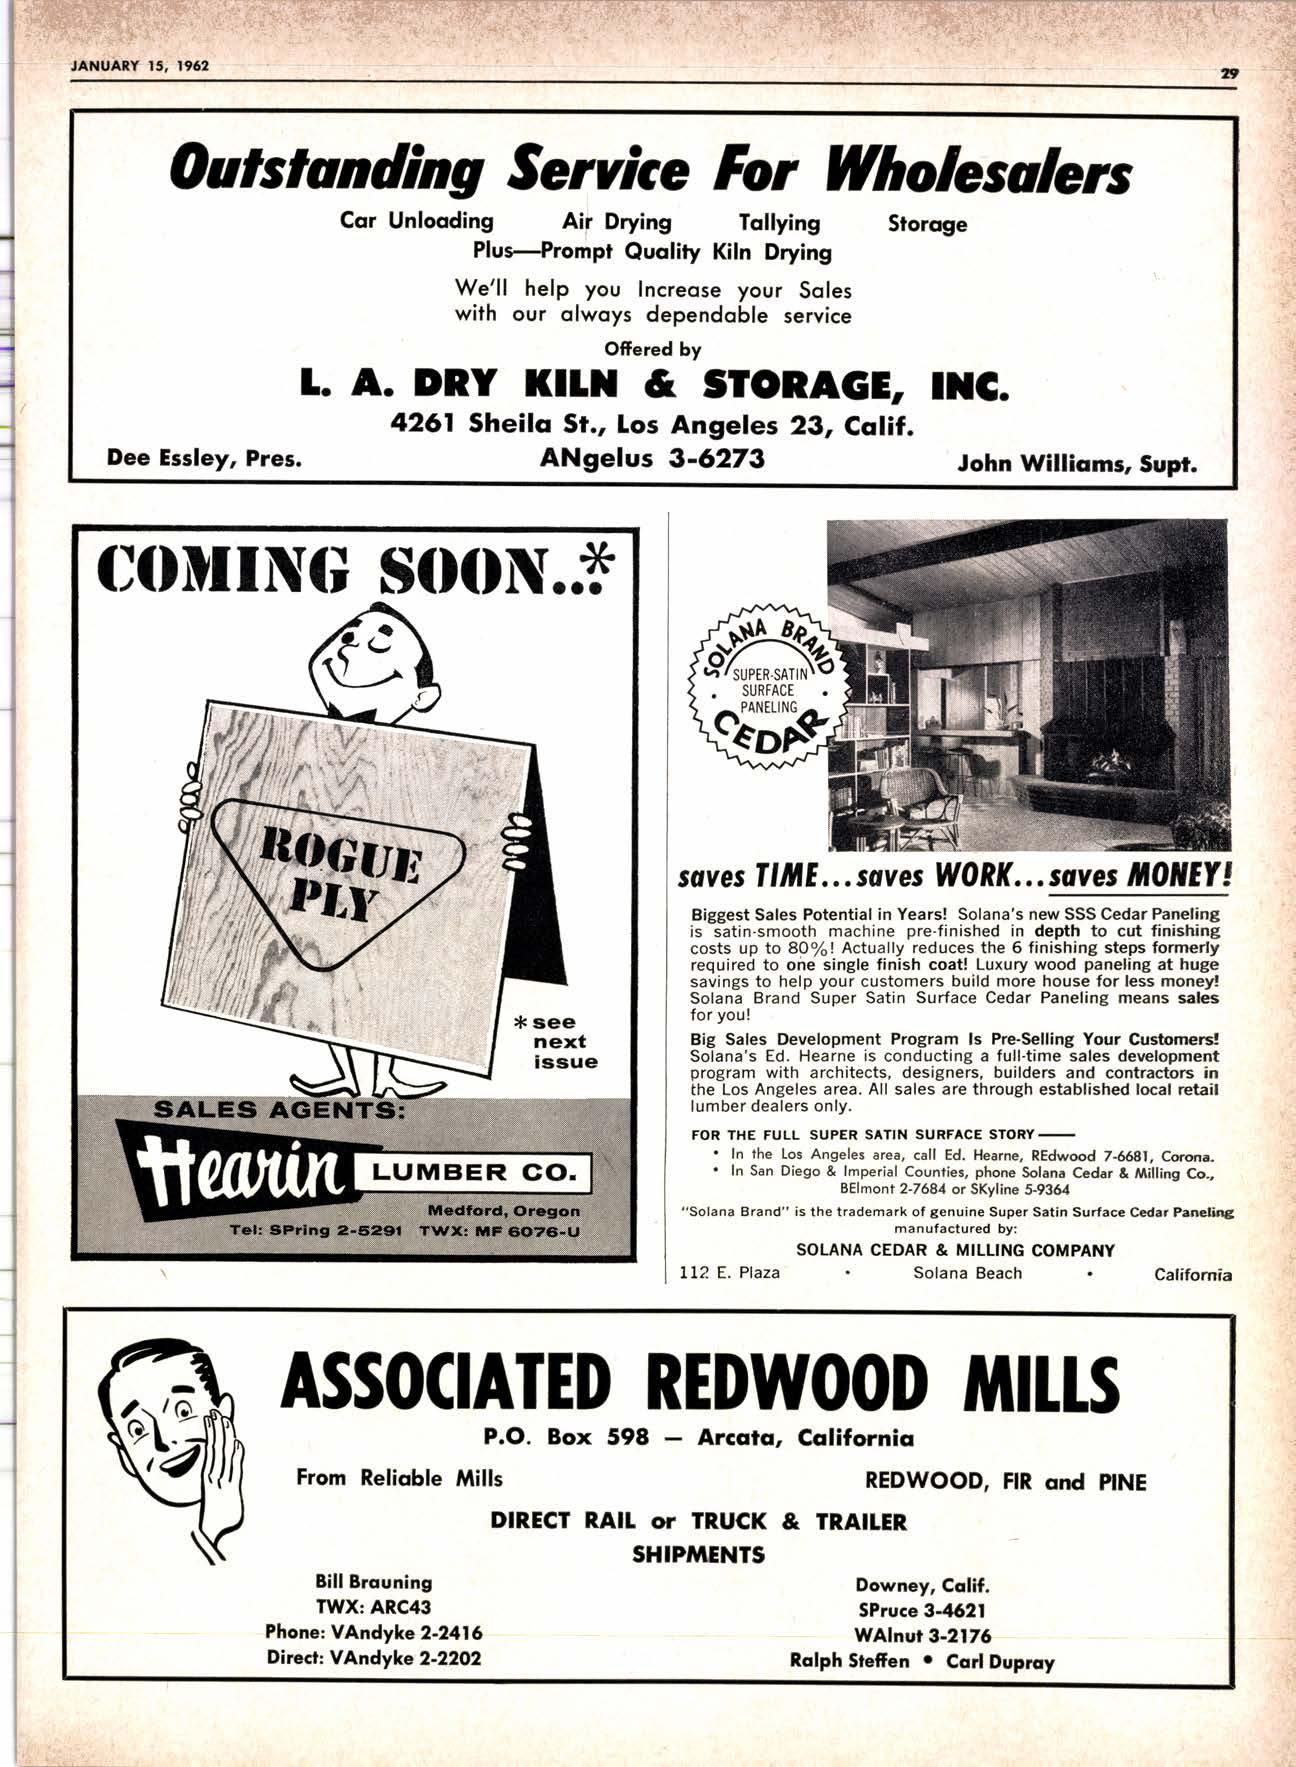 JANUARY 15, 1962
29
Outstanding Service For Wholesalers
Car Unloading Air Drying Tallying Storage
Plus—Prompt Quality Kiln Drying
We'll help you Increase your Sales
with our always dependable service
Offered by
L. A. DRY KILN & STORAGE, INC.
4261 Sheila St., Los Angeles 23, Calif.
Dee Essley, Pres. ANgelus 3-6273 John Williams, Supt.
COMING SOON...*
ROGUE
PLY
* see
next
issue
SALES AGENTS:
Hearin LUMBER CO.
Medford, Oregon
Tel: SPring 2-5291 TWX: MF 6076-U
SOLANA BRAND
SUPER-SATIN
SURFACE
PANELING
CEDAR
saves TIME...saves WORK...saves MONEY!
Biggest Sales Potential in Years! Solana's new SSS Cedar Paneling
is satin-smooth machine pre-finished in depth to cut finishing
costs up to 80%! Actually reduces the 6 finishing steps formerly
required to one single finish coat! Luxury wood paneling at huge
savings to help your customers build more house for less money!
Solana Brand Super Satin Surface Cedar Paneling means sales
for you!
Big Sales Development Program Is Pre-Selling Your Customers!
Solana's Ed. Hearne is conducting a full-time sales development
program with architects, designers, builders and contractors in
the Los Angeles area. All sales are through established local retail
lumber dealers only.
FOR THE FULL SUPER SATIN SURFACE STORY——
• In the Los Angeles area, call Ed. Hearne, REdwood 7-6681, Corona.
• In San Diego & Imperial Counties, phone Solana Cedar & Milling Co.,
BElmont 2-7684 or SKyline 5-9364
"Solana Brand" is the trademark of genuine Super Satin Surface Cedar Paneling
manufactured by:
SOLANA CEDAR & MILLING COMPANY
112 E. Plaza • Solana Beach • California
ASSOCIATED REDWOOD MILLS
P.O. Box 598 — Arcata, California
From Reliable Mills REDWOOD, FIR and PINE
DIRECT RAIL or TRUCK & TRAILER
SHIPMENTS
Bill Brauning
TWX: ARC43
Phone: VAndyke 2-2416
Direct: VAndyke 2-2202
Downey, Calif.
SPruce 3-4621
WAlnut 3-2176
Ralph Steffen • Carl Dupray